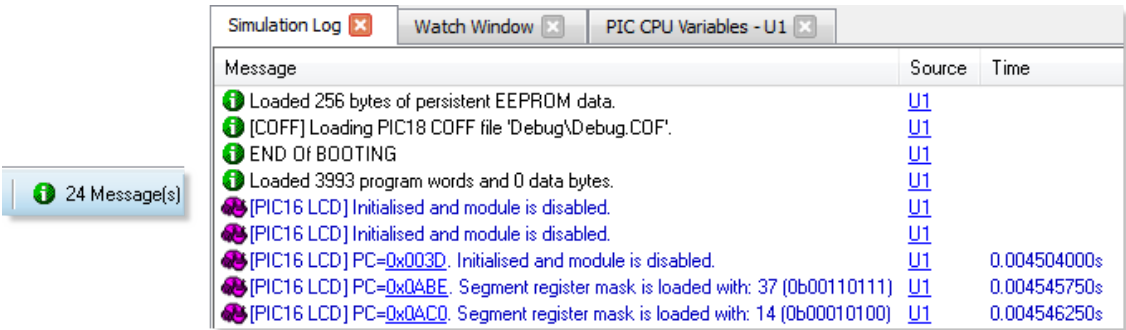 Simulation Log Watch Window PIC CPU Variables - U1
Message Source Time
Loaded 256 bytes of persistent EEPROM data. U1
[COFF] Loading PIC18 COFF file 'Debug\Debug.COF'. U1
END Of BOOTING U1
Loaded 3993 program words and 0 data bytes. U1
24 Message(s)
[PIC16 LCD] Initialised and module is disabled. U1
[PIC16 LCD] Initialised and module is disabled. U1
[PIC16 LCD] PC=0x003D. Initialised and module is disabled. U1 0.004504000s
[PIC16 LCD] PC=0x0ABE. Segment register mask is loaded with: 37 (0b00110111) U1 0.004545750s
[PIC16 LCD] PC=0x0AC0. Segment register mask is loaded with: 14 (0b00010100) U1 0.004546250s